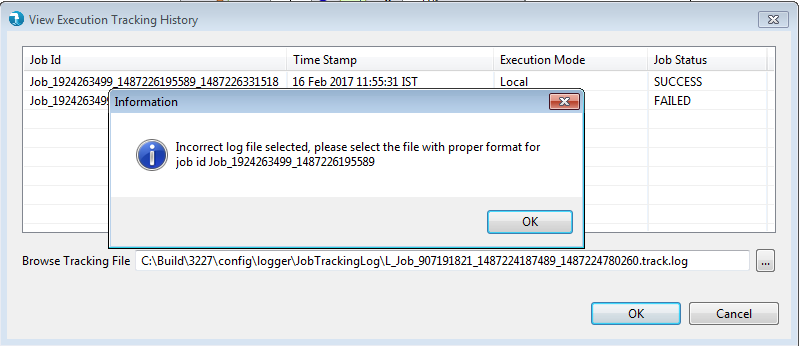 View Execution Tracking History
Job Id Time Stamp Execution Mode Job Status
Job_1924263499_1487226195589_1487226331518 16 Feb 2017 11:55:31 IST Local SUCCESS
Job_1924263499 FAILED
Information
Incorrect log file selected, please select the file with proper format for
job id Job_1924263499_1487226195589
OK
Browse Tracking File C:\Build\3227\config\logger\JobTrackingLog\L_Job_907191821_1487224187489_1487224780260.track.log ...
OK Cancel